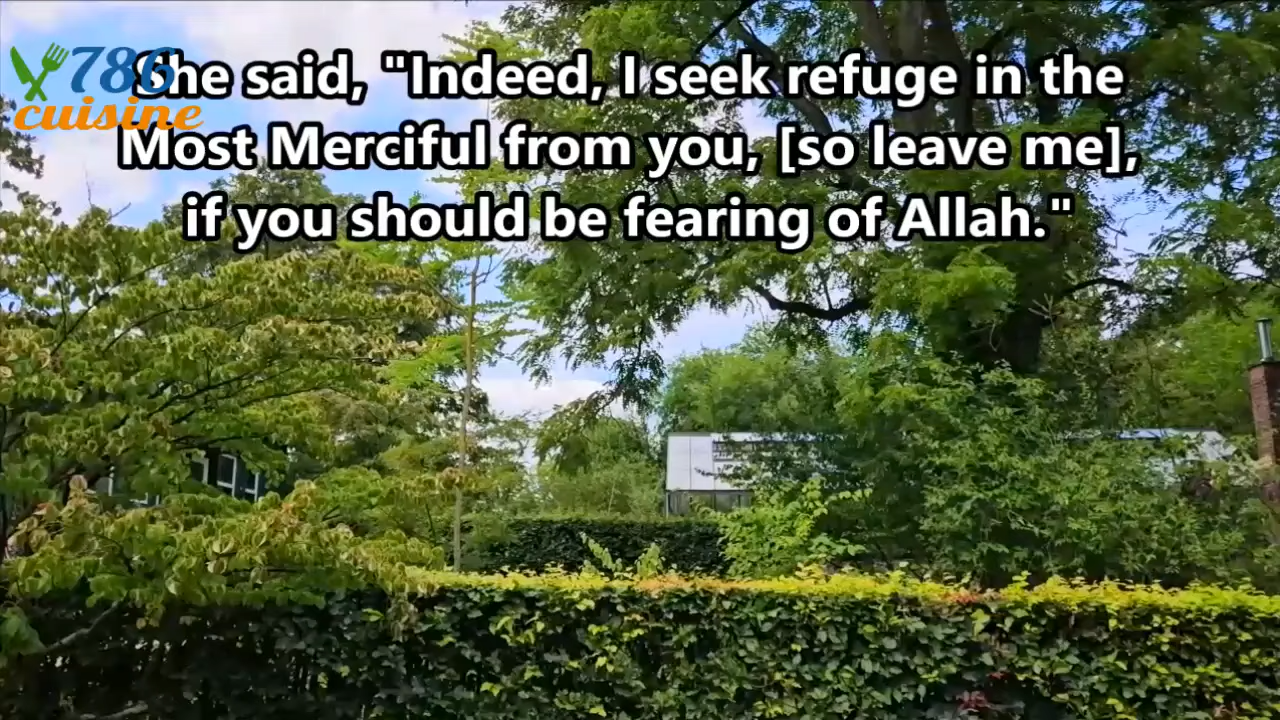 786
cuisine
She said, "Indeed, I seek refuge in the
Most Merciful from you, [so leave me],
if you should be fearing of Allah."